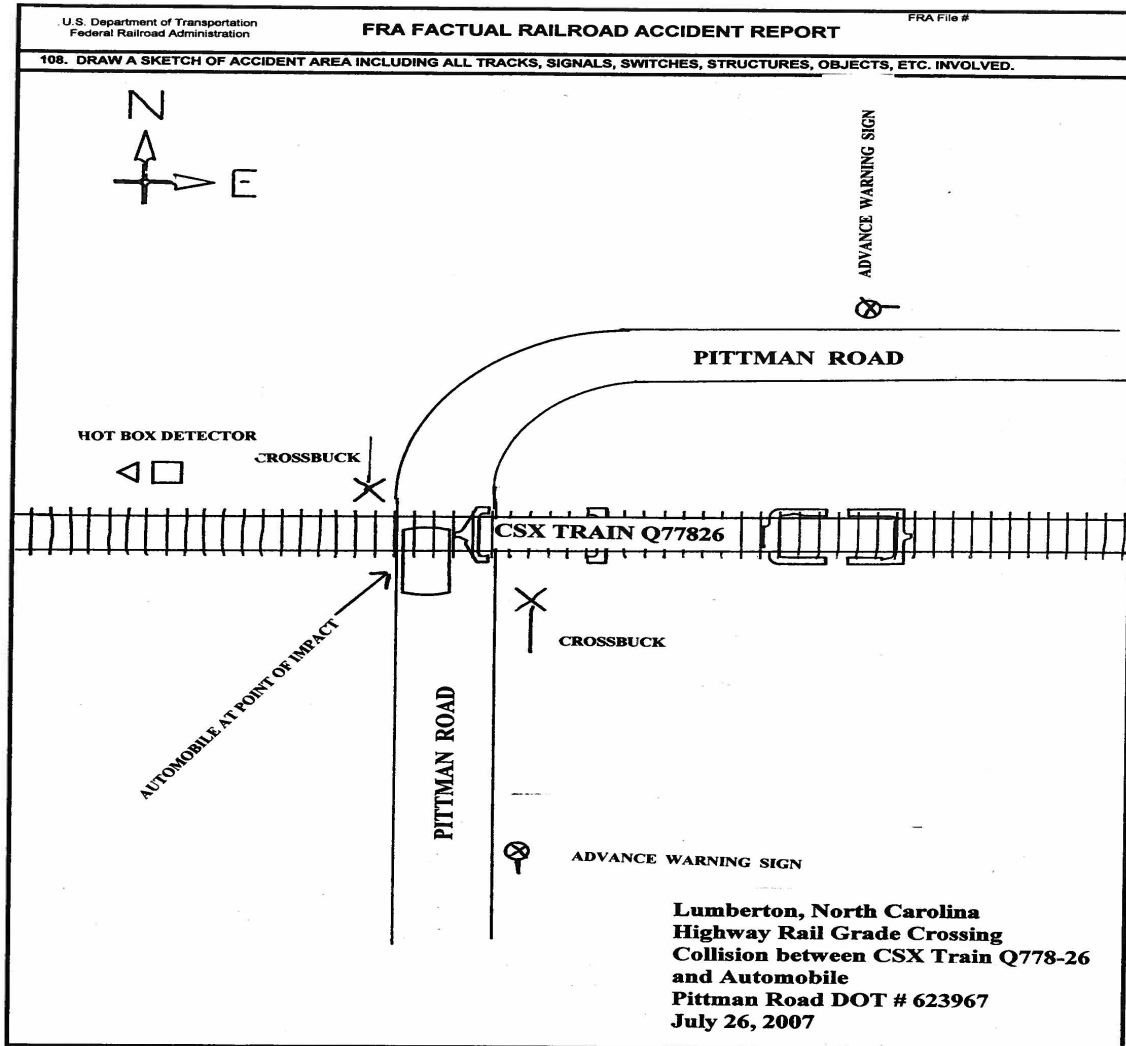 U.S. Department of Transportation
Federal Railroad Administration
FRA FACTUAL RAILROAD ACCIDENT REPORT
FRA File #
108. DRAW A SKETCH OF ACCIDENT AREA INCLUDING ALL TRACKS, SIGNALS, SWITCHES, STRUCTURES, OBJECTS, ETC. INVOLVED.
N
E
ADVANCE WARNING SIGN
PITTMAN ROAD
HOT BOX DETECTOR
CROSSBUCK
CSX TRAIN Q77826
CROSSBUCK
AUTOMOBILE AT POINT OF IMPACT
PITTMAN ROAD
ADVANCE WARNING SIGN
Lumberton, North Carolina
Highway Rail Grade Crossing
Collision between CSX Train Q778-26
and Automobile
Pittman Road DOT # 623967
July 26, 2007